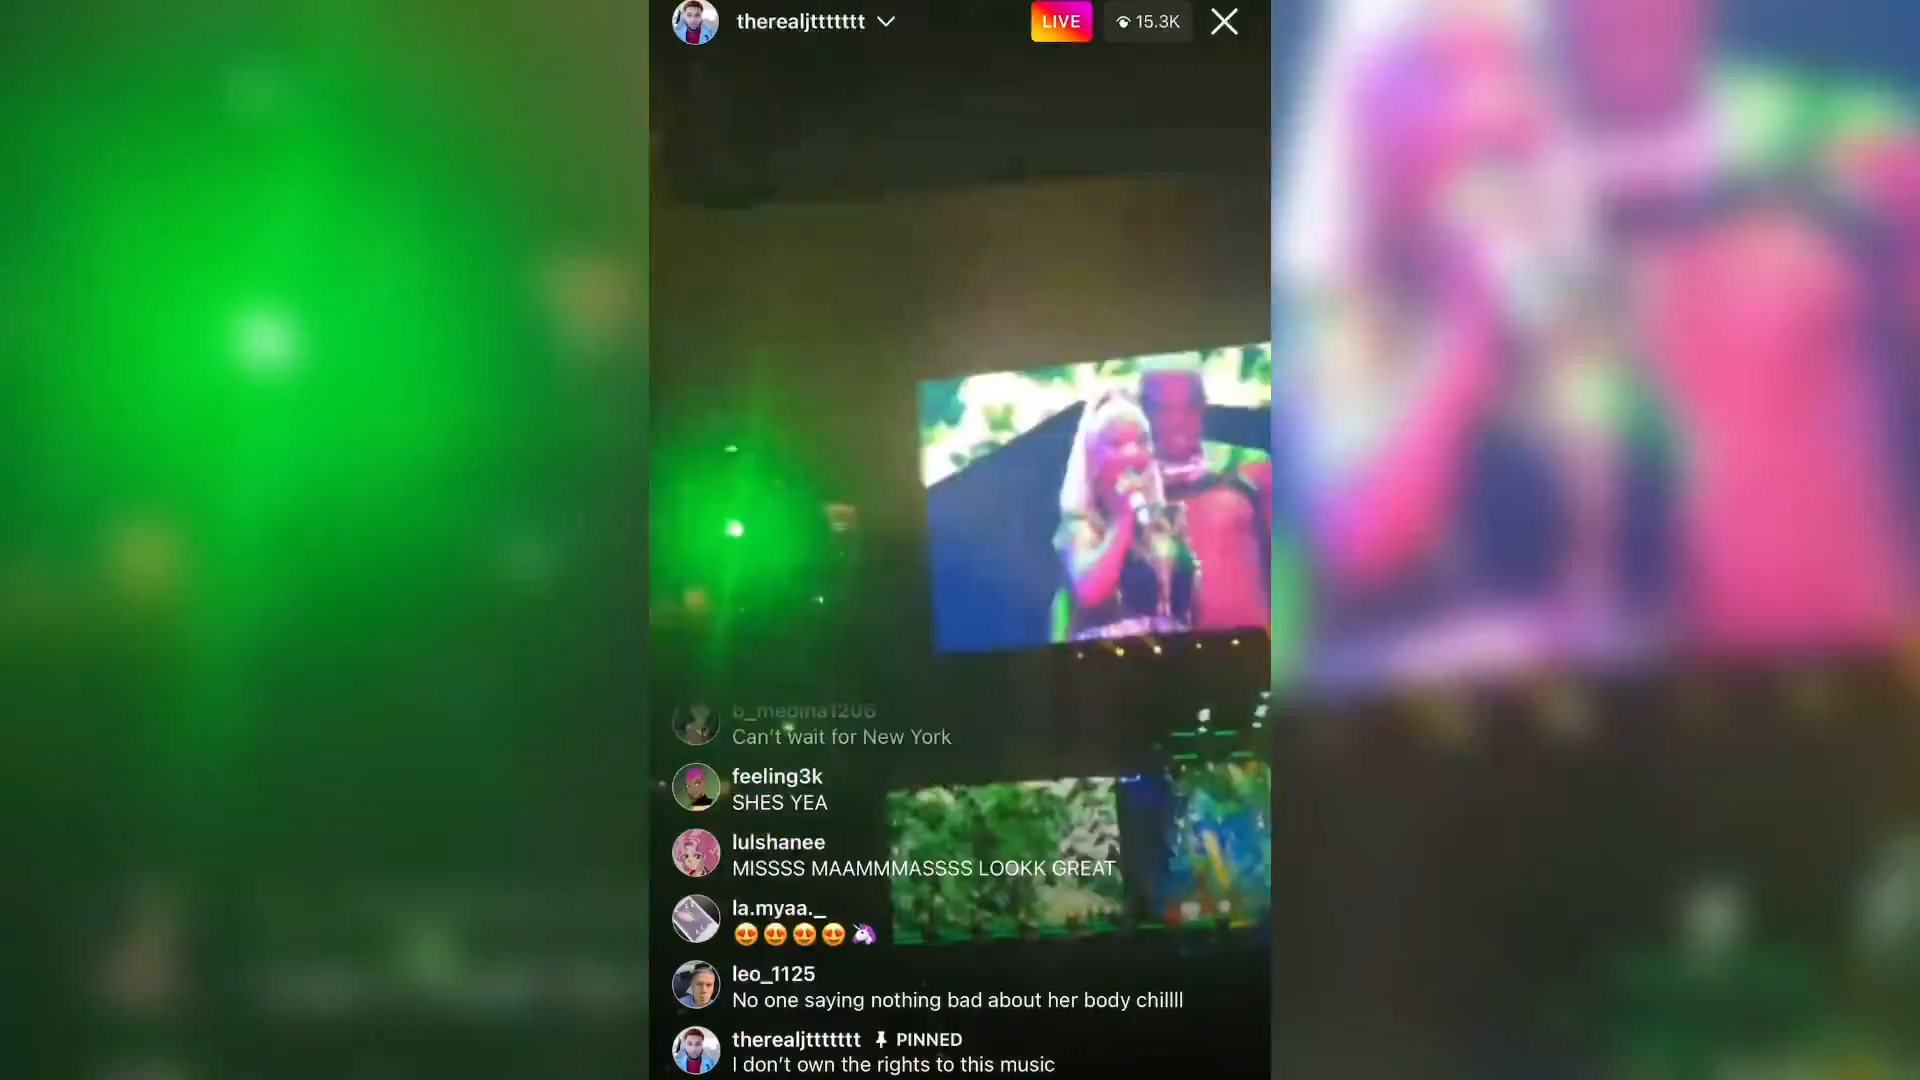 therealjttttttt
LIVE
15.3K
b_medina1206
Can't wait for New York
feeling3k
SHES YEA
lulshanee
MISSSS MAAMMMASSSS LOOKK GREAT
la.myaa._
😍😍😍😍🦄
leo_1125
No one saying nothing bad about her body chillll
therealjttttttt PINNED
I don't own the rights to this music